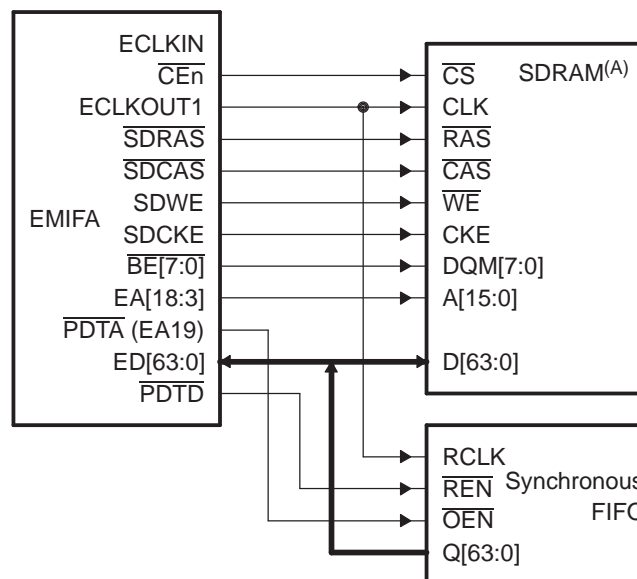 ECLKIN
CEn
ECLKOUT1
SDRAS
SDCAS
SDWE
EMIFA
SDCKE
BE[7:0]
EA[18:3]
PDTA (EA19)
ED[63:0]
PDTD
CS SDRAM(A)
CLK
RAS
CAS
WE
CKE
DQM[7:0]
A[15:0]
D[63:0]
RCLK
REN Synchronous
OEN FIFO
Q[63:0]